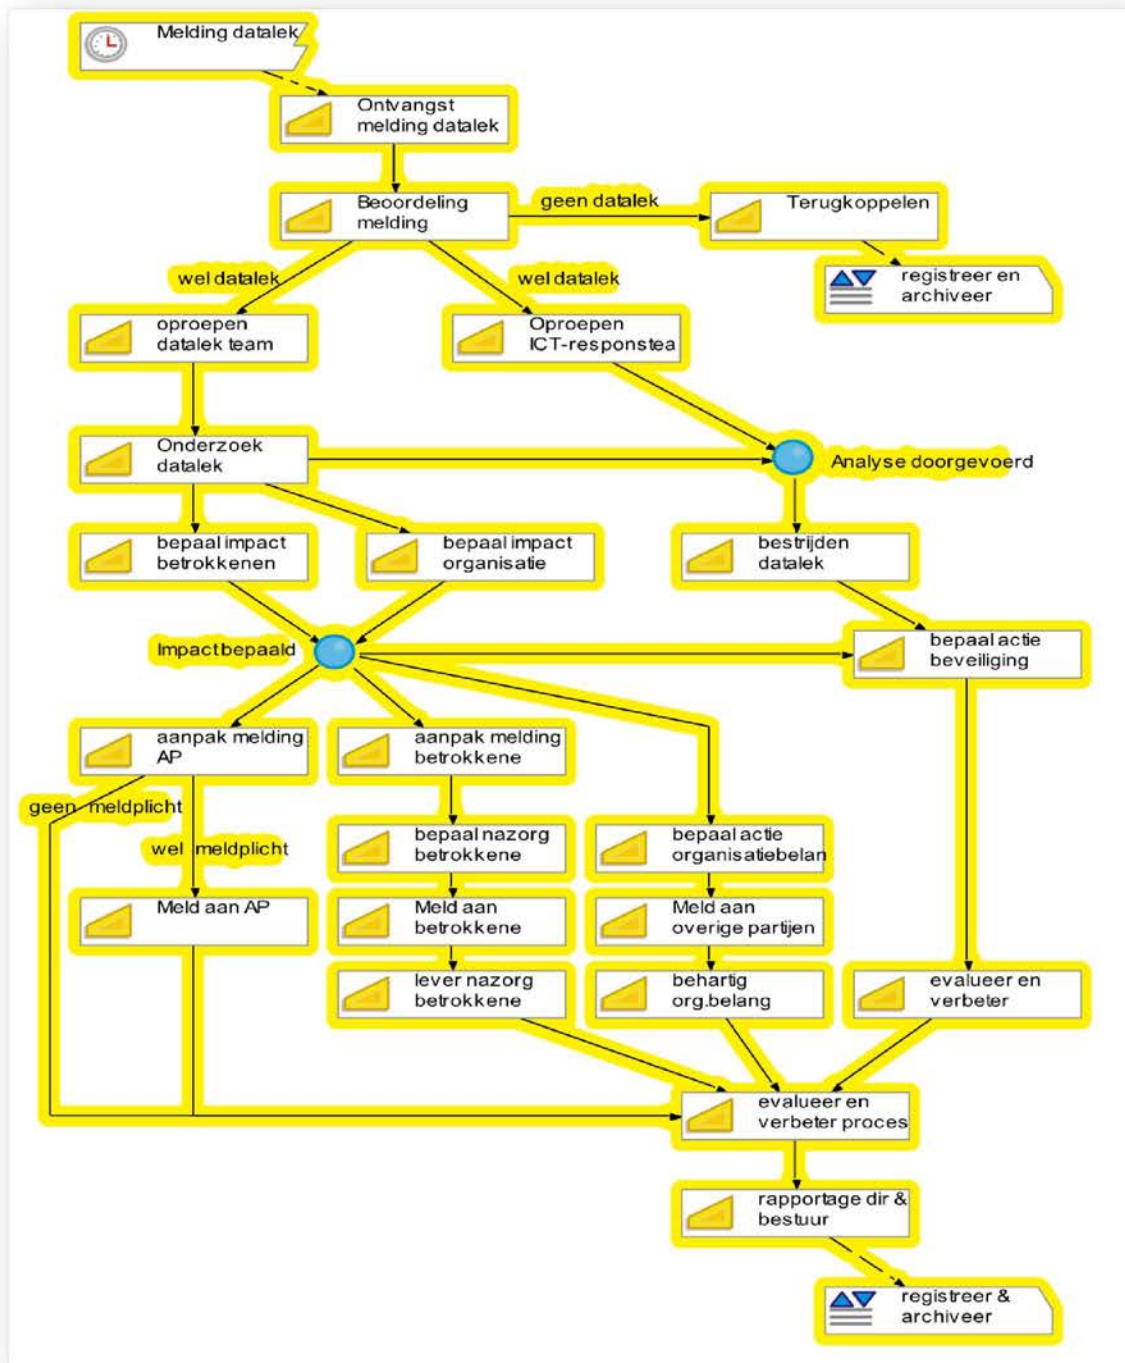 Melding datalek
Ontvangst
melding datalek
Beoordeling
melding
geen datalek
Terugkoppelen
registreer en
archiveer
wel datalek
wel datalek
oproepen
datalek team
Oproepen
ICT-responstea
Onderzoek
datalek
Analyse doorgevoerd
bepaal impact
betrokkenen
bepaal impact
organisatie
bestrijden
datalek
Impact bepaald
bepaal actie
beveiliging
aanpak melding
AP
aanpak melding
betrokkene
geen meldplicht
wel meldplicht
bepaal nazorg
betrokkene
bepaal actie
organisatiebelan
Meld aan AP
Meld aan
betrokkene
Meld aan
overige partijen
lever nazorg
betrokkene
behartig
org.belang
evalueer en
verbeter
evalueer en
verbeter proces
rapportage dir &
bestuur
registreer &
archiveer